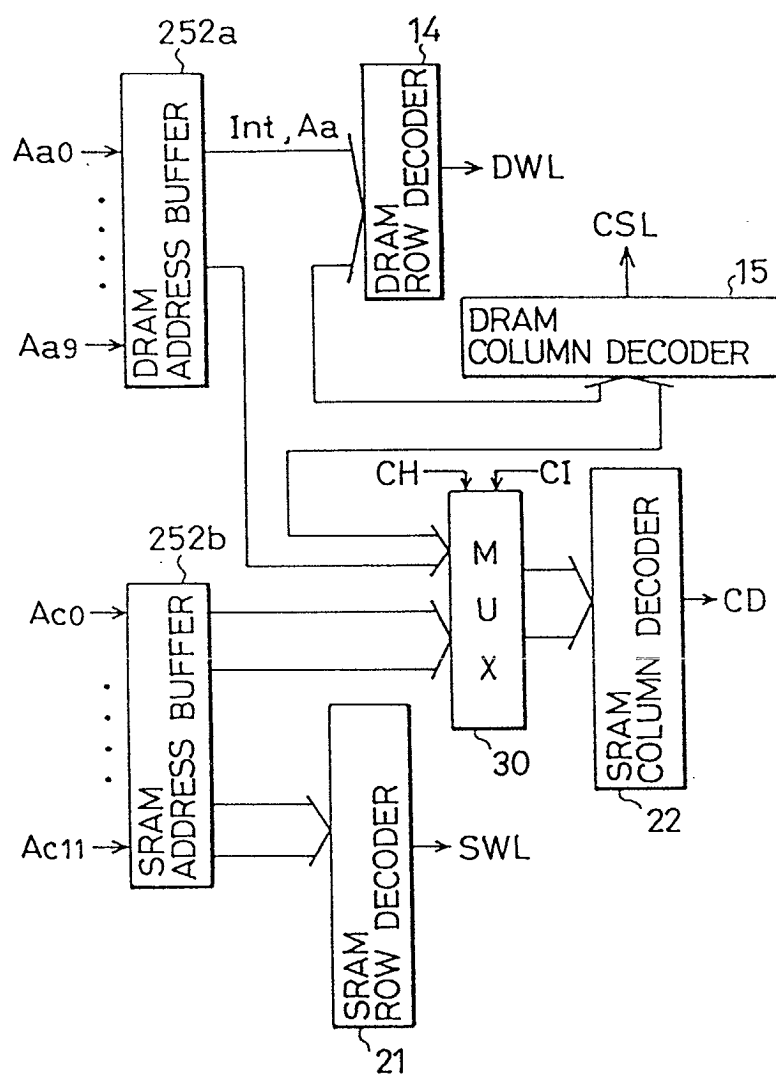 252a
14
Aa0
Aa9
DRAM
ADDRESS BUFFER
Int, Aa
DRAM
ROW DECODER
DWL
CSL
15
DRAM
COLUMN DECODER
CH
CI
252b
Ac0
Ac11
SRAM
ADDRESS BUFFER
MUX
30
SRAM
COLUMN DECODER
CD
22
SRAM
ROW DECODER
SWL
21